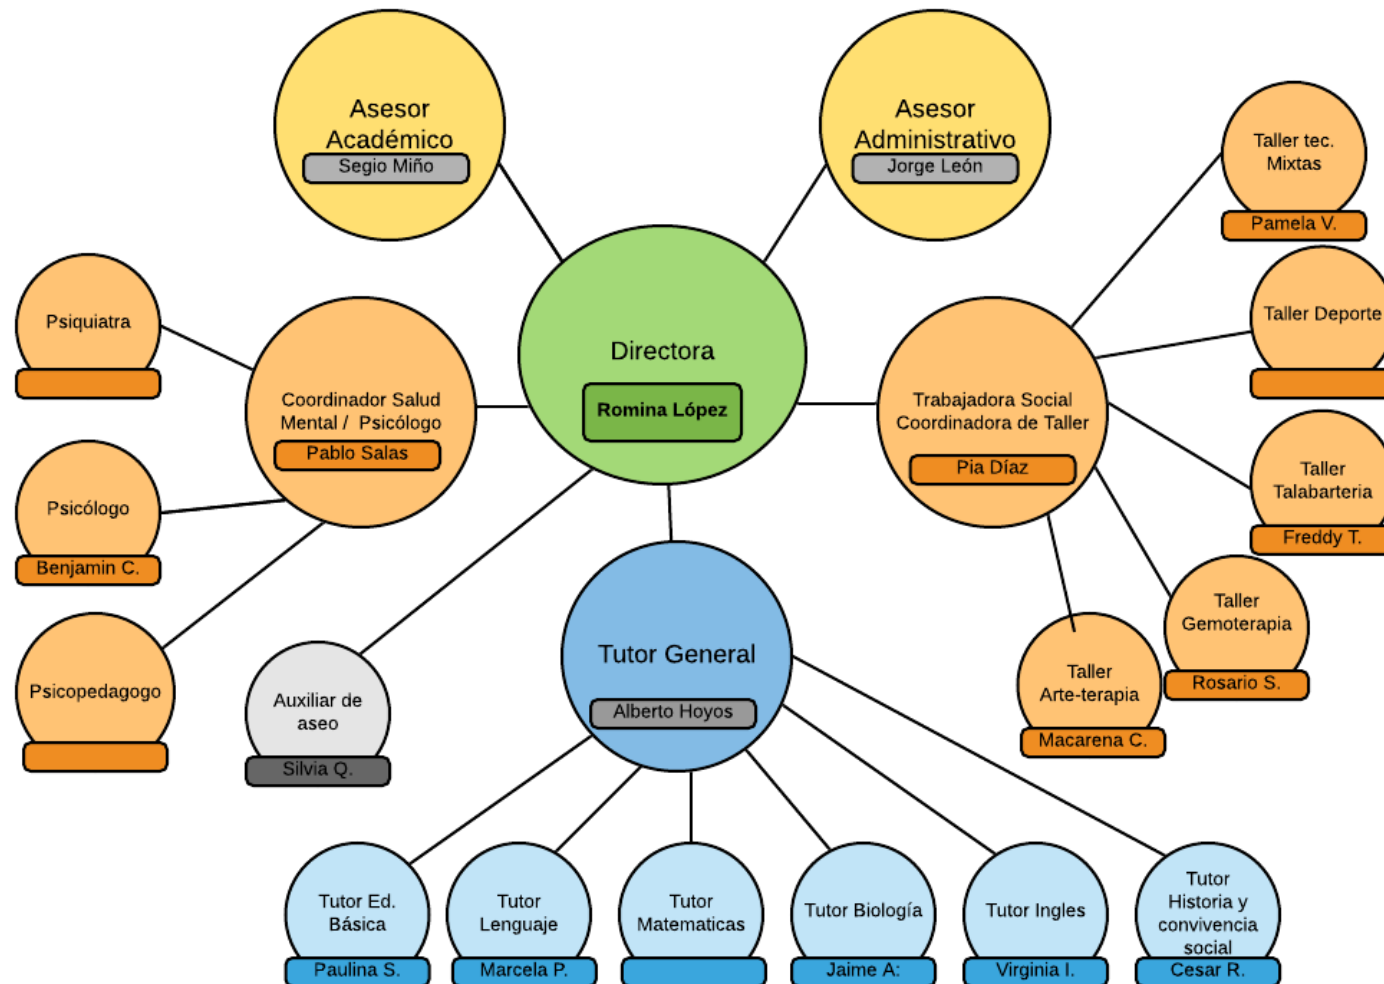 Asesor
Académico
Segio Miño
Asesor
Administrativo
Jorge León
Taller tec.
Mixtas
Pamela V.
Psiquiatra
Directora
Romina López
Taller Deporte
Coordinador Salud
Mental / Psicólogo
Pablo Salas
Trabajadora Social
Coordinadora de Taller
Pia Díaz
Psicólogo
Benjamin C.
Taller
Talabarteria
Freddy T.
Taller
Gemoterapia
Rosario S.
Psicopedagogo
Auxiliar de
aseo
Silvia Q.
Tutor General
Alberto Hoyos
Taller
Arte-terapia
Macarena C.
Tutor Ed.
Básica
Paulina S.
Tutor
Lenguaje
Marcela P.
Tutor
Matematicas
Tutor Biología
Jaime A:
Tutor Ingles
Virginia I.
Tutor
Historia y
convivencia
social
Cesar R.